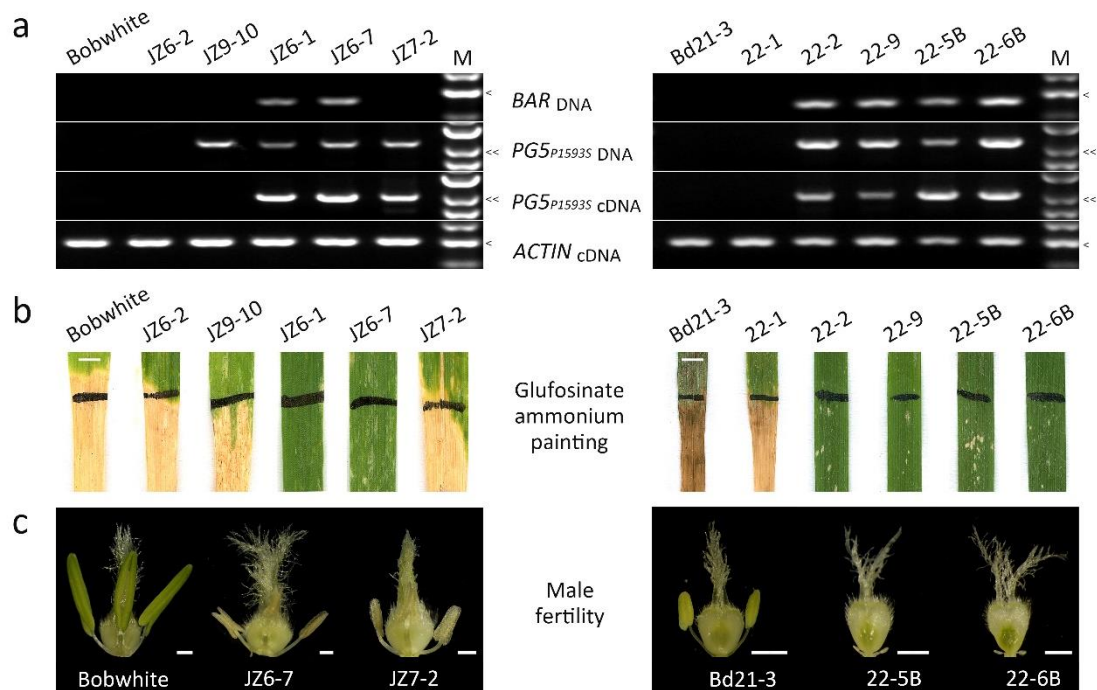 a
Bobwhite JZ6-2 JZ9-10 JZ6-1 JZ6-7 JZ7-2 M
Bd21-3 22-1 22-2 22-9 22-5B 22-6B M
< BAR DNA <
<< PG5P1593S DNA <<
<< PG5P1593S cDNA <<
< ACTIN cDNA <
b
Bobwhite JZ6-2 JZ9-10 JZ6-1 JZ6-7 JZ7-2
Bd21-3 22-1 22-2 22-9 22-5B 22-6B
Glufosinate
ammonium
painting
c
Male
fertility
Bobwhite JZ6-7 JZ7-2
Bd21-3 22-5B 22-6B